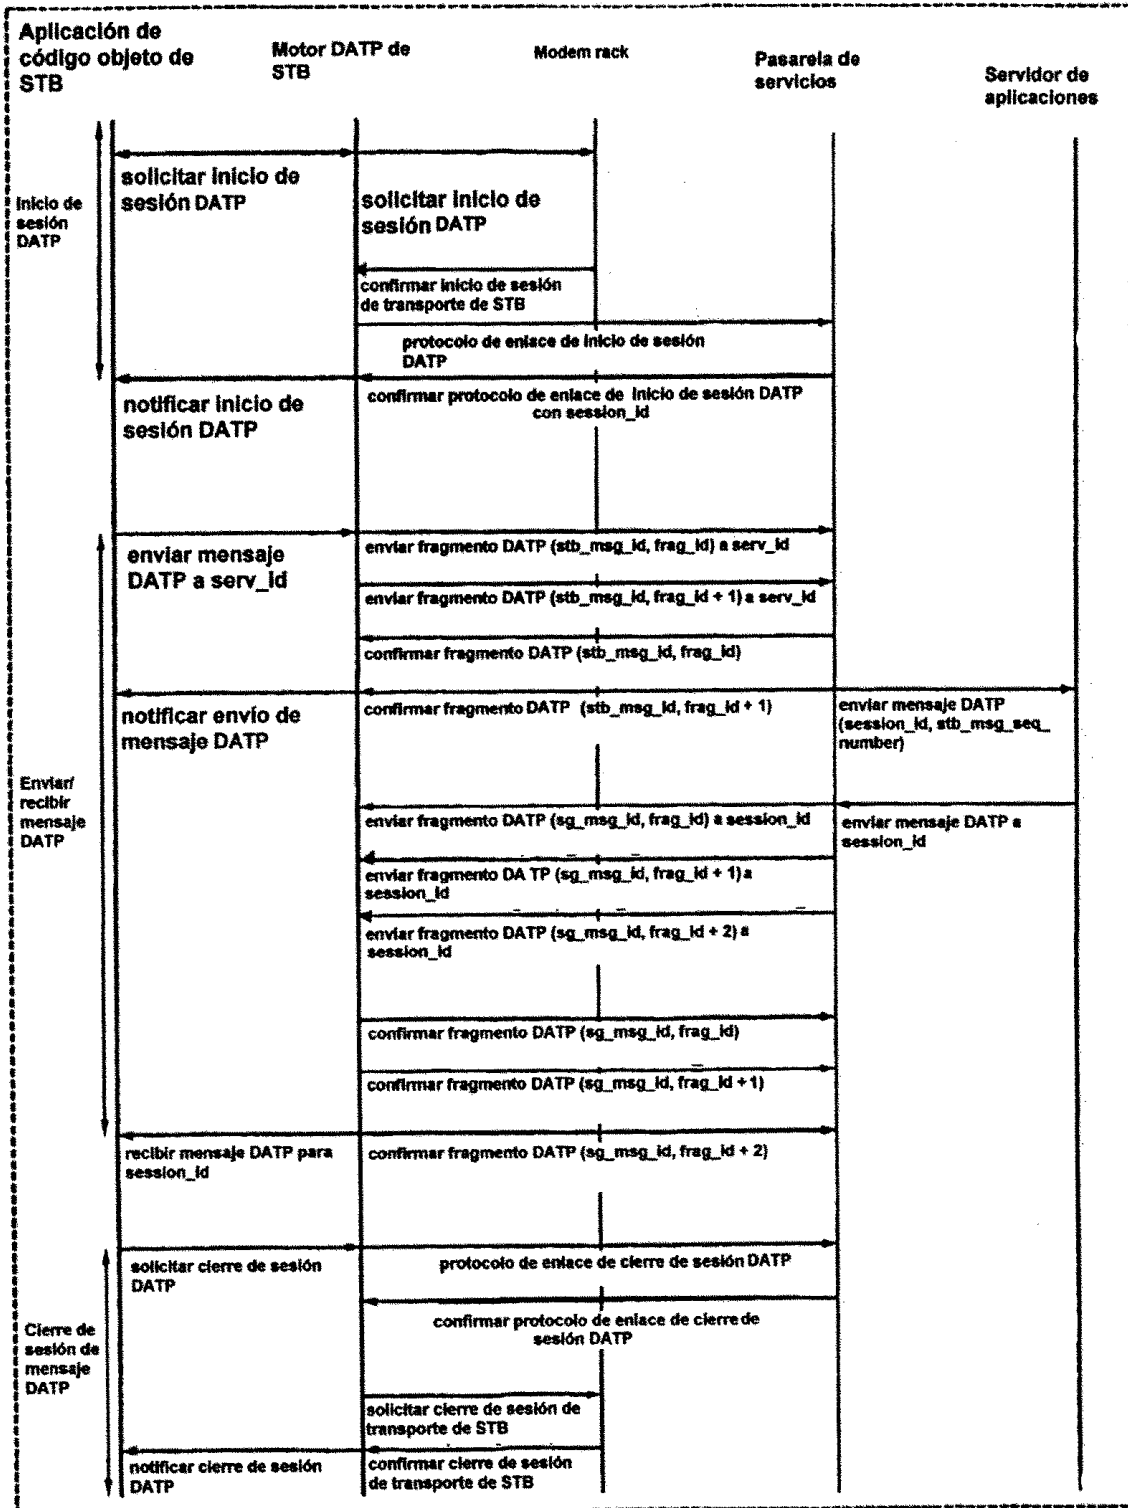 Aplicación de
código objeto de
STB
Motor DATP de
STB
Modem rack
Pasarela de
servicios
Servidor de
aplicaciones
Inicio de
sesión
DATP
solicitar inicio de
sesión DATP
solicitar inicio de
sesión DATP
confirmar inicio de sesión
de transporte de STB
protocolo de enlace de inicio de sesión
DATP
notificar inicio de
sesión DATP
confirmar protocolo de enlace de inicio de sesión DATP
con session_id
enviar mensaje
DATP a serv_id
enviar fragmento DATP (stb_msg_id, frag_id) a serv_id
enviar fragmento DATP (stb_msg_id, frag_id + 1) a serv_id
confirmar fragmento DATP (stb_msg_id, frag_id)
notificar envío de
mensaje DATP
confirmar fragmento DATP (stb_msg_id, frag_id + 1)
enviar mensaje DATP
(session_id, stb_msg_seq_
number)
Enviar/
recibir
mensaje
DATP
enviar fragmento DATP (sg_msg_id, frag_id) a session_id
enviar mensaje DATP a
session_id
enviar fragmento DA TP (sg_msg_id, frag_id + 1) a
session_id
enviar fragmento DATP (sg_msg_id, frag_id + 2) a
session_id
confirmar fragmento DATP (sg_msg_id, frag_id)
confirmar fragmento DATP (sg_msg_id, frag_id + 1)
recibir mensaje DATP para
session_id
confirmar fragmento DATP (sg_msg_id, frag_id + 2)
solicitar cierre de sesión
DATP
protocolo de enlace de cierre de sesión DATP
Cierre de
sesión de
mensaje
DATP
confirmar protocolo de enlace de cierre de
sesión DATP
solicitar cierre de sesión de
transporte de STB
notificar cierre de sesión
DATP
confirmar cierre de sesión
de transporte de STB